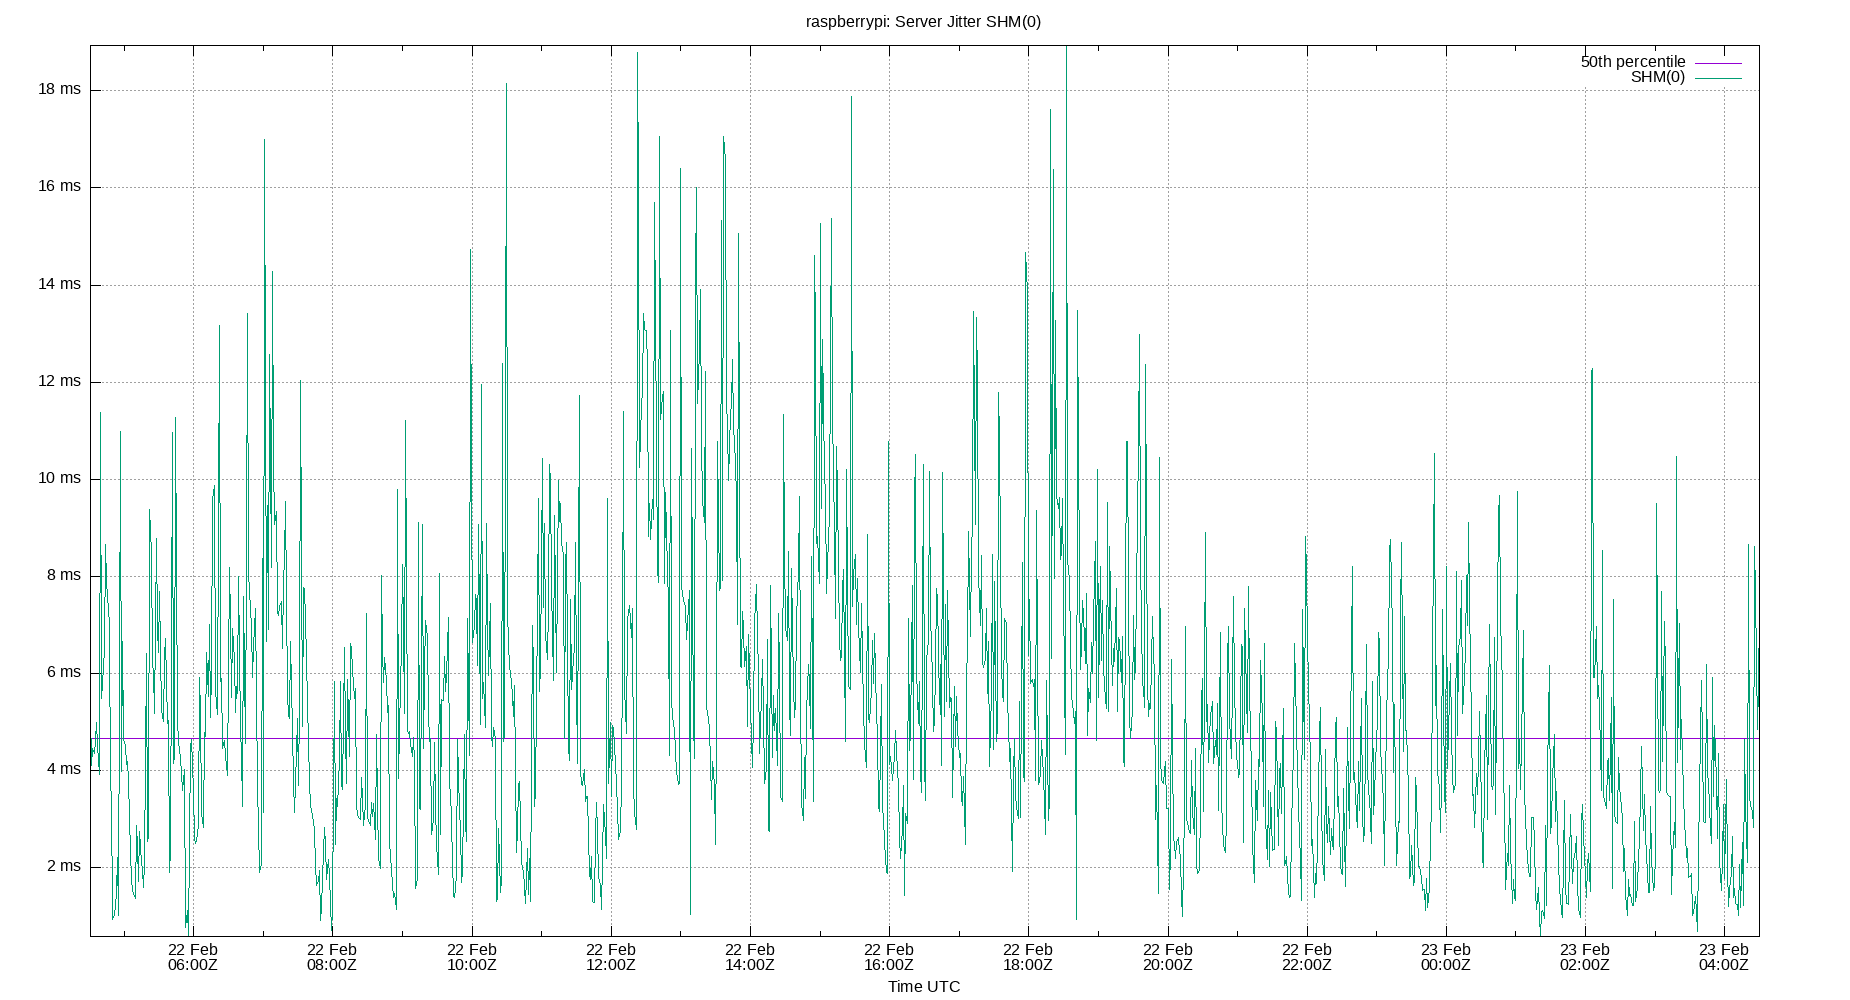 raspberrypi: Server Jitter SHM(0)
50th percentile
SHM(0)
18 ms
16 ms
14 ms
12 ms
10 ms
8 ms
6 ms
4 ms
2 ms
22 Feb 22 Feb 22 Feb 22 Feb 22 Feb 22 Feb 22 Feb 22 Feb 22 Feb 23 Feb 23 Feb 23 Feb
06:00Z 08:00Z 10:00Z 12:00Z 14:00Z 16:00Z 18:00Z 20:00Z 22:00Z 00:00Z 02:00Z 04:00Z
Time UTC